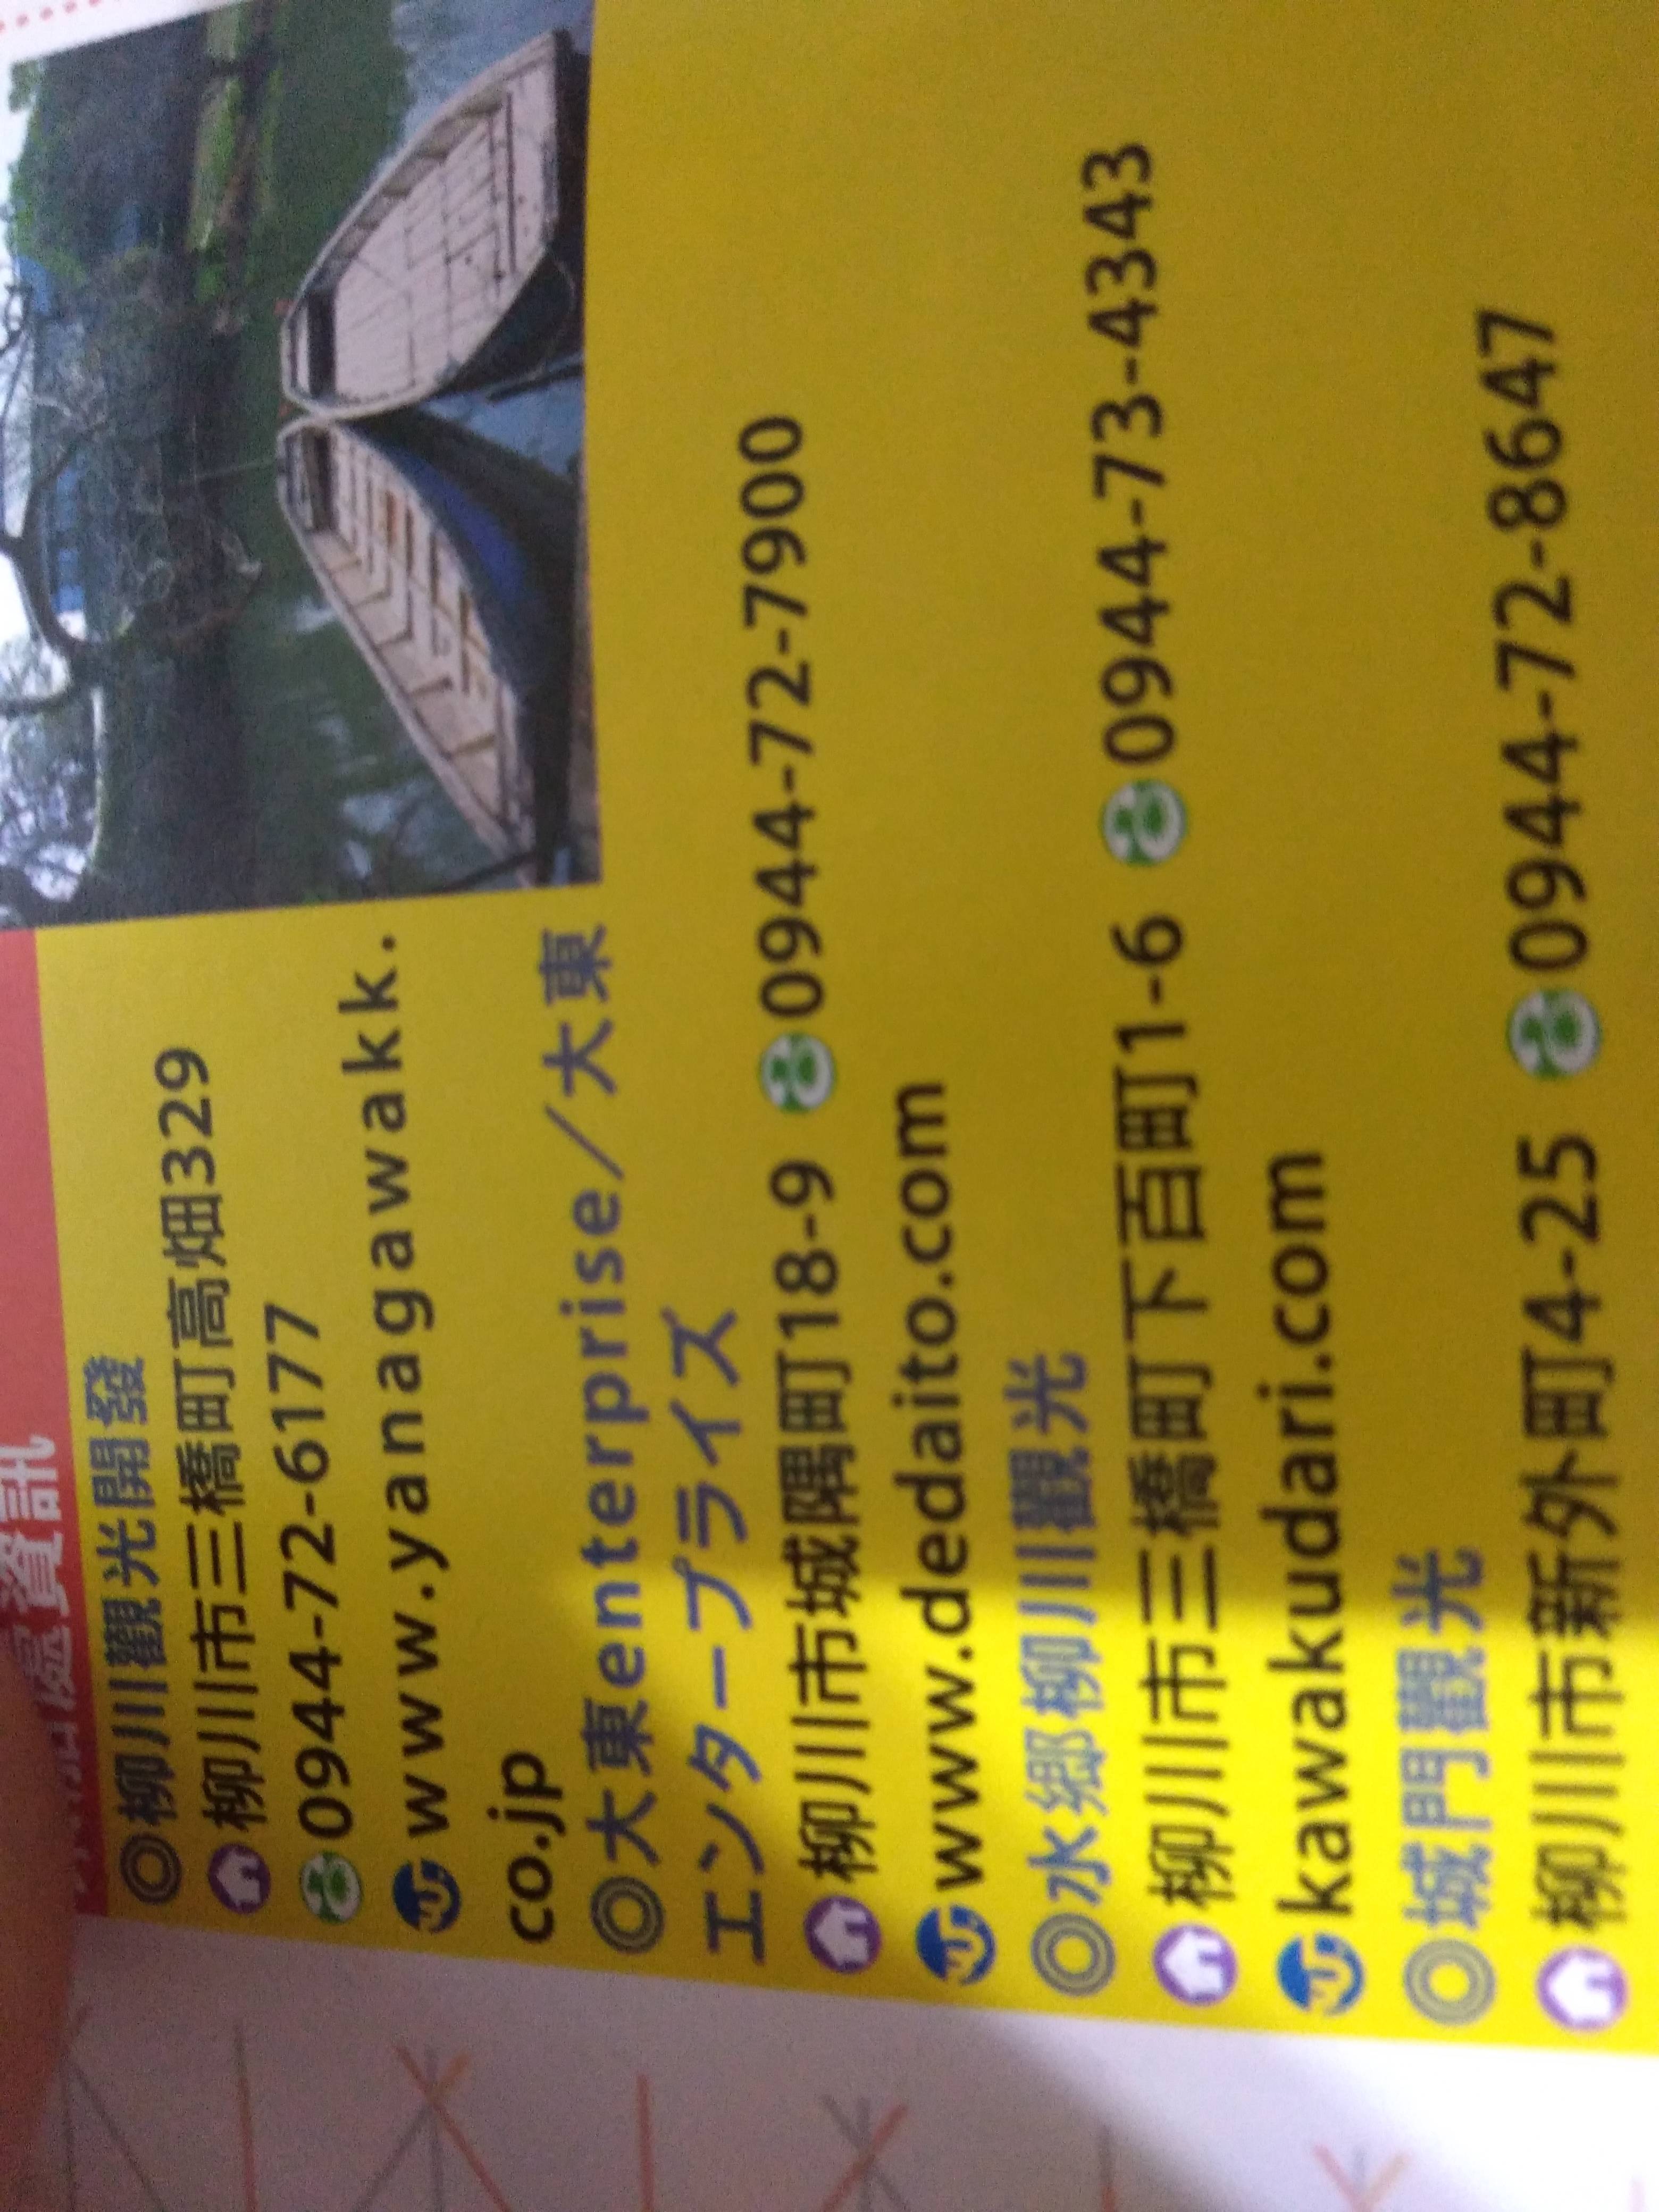 資訊
◎柳川觀光開發
柳川市三橋町高畑329
0944-72-6177
www.yanagawakk.
co.jp
◎大東enterprise/大東
エンタープライズ
柳川市城隅町18-9 0944-72-7900
www.dedaito.com
◎水鄉柳川觀光
柳川市三橋町下百町1-6 0944-73-4343
kawakudari.com
◎城門觀光
柳川市新外町4-25 0944-72-8647